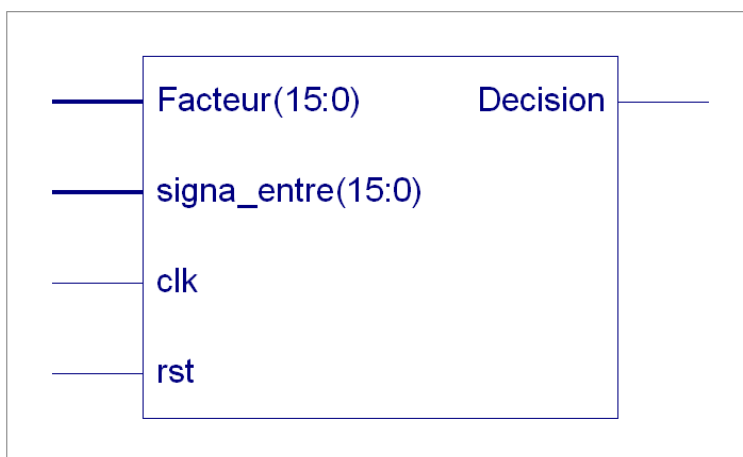 Facteur(15:0) Decision
signa_entre(15:0)
clk
rst